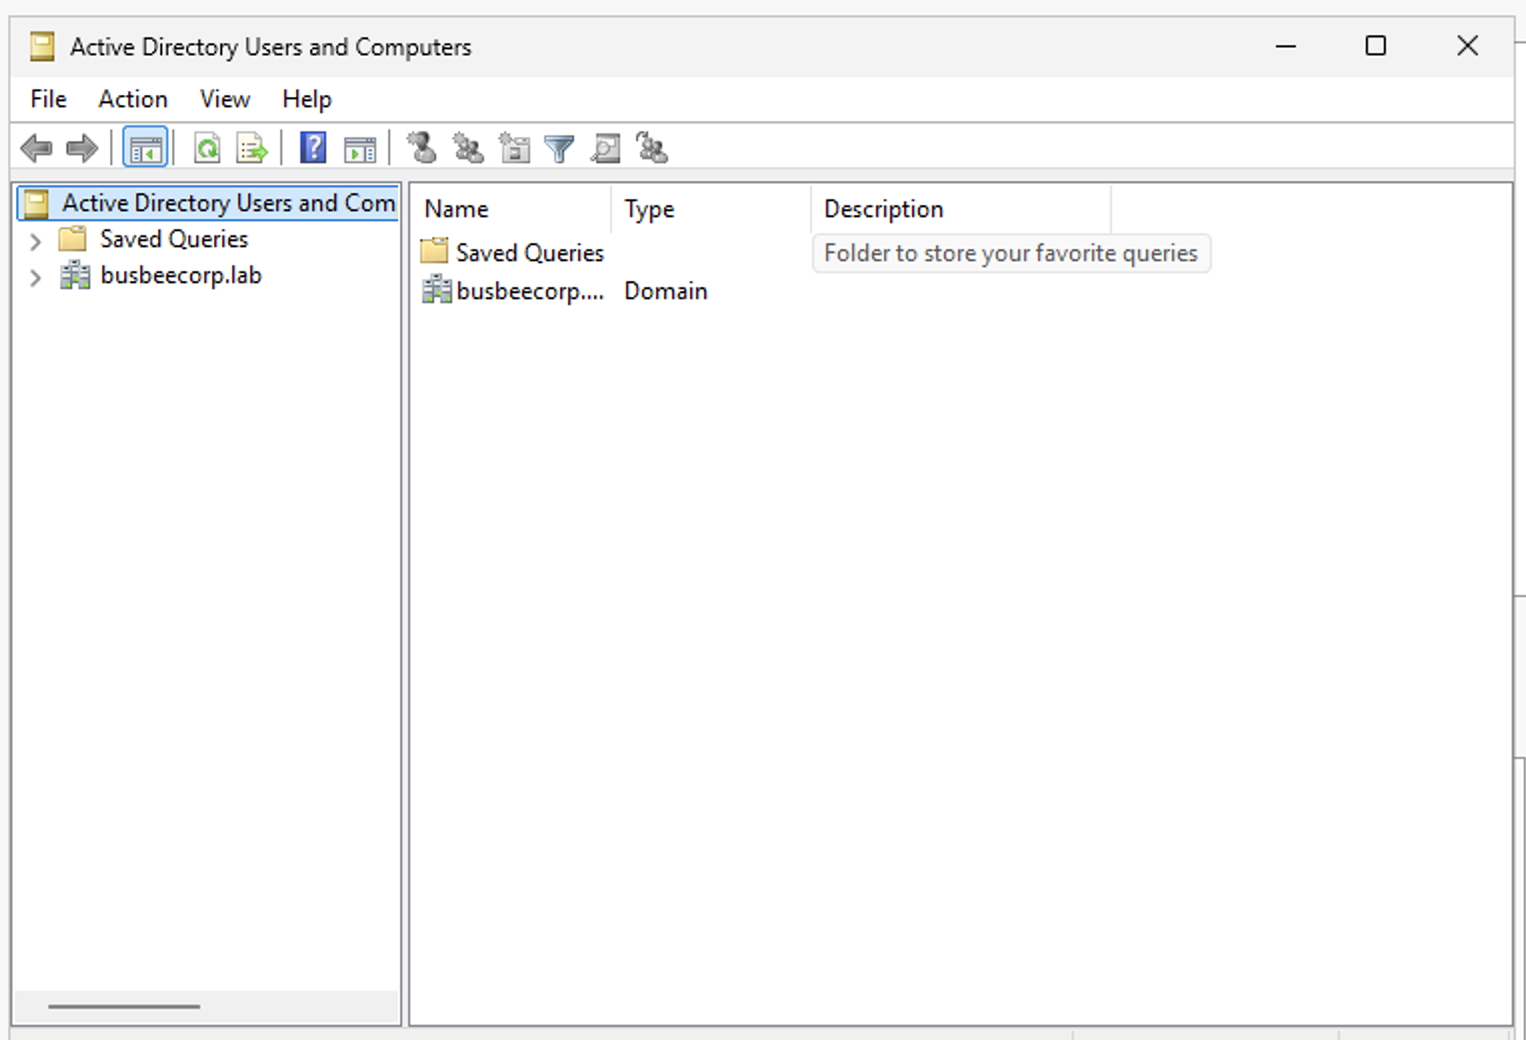 Active Directory Users and Computers
File Action View Help
Active Directory Users and Com
Saved Queries
busbeecorp.lab
Name Type Description
Saved Queries Folder to store your favorite queries
busbeecorp.... Domain